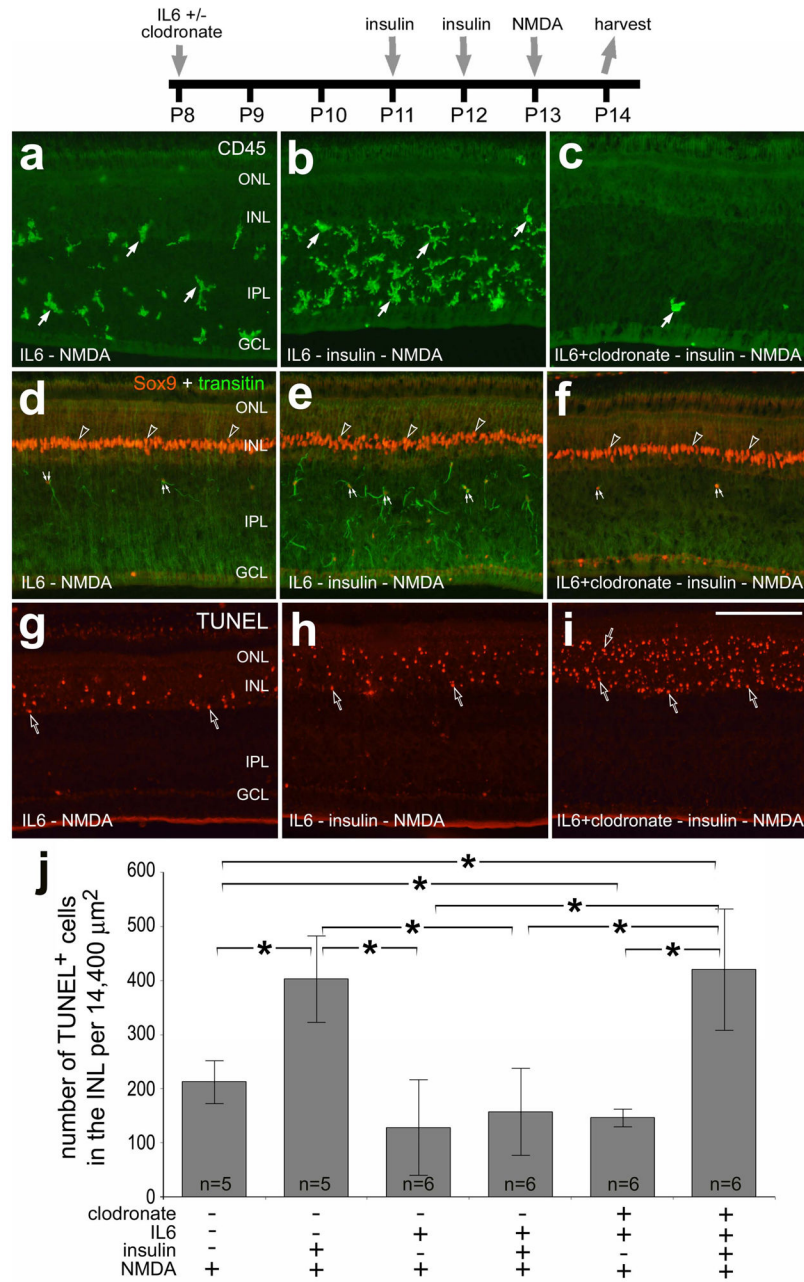 IL6 +/-
clodronate
insulin
insulin
NMDA
harvest
P8 P9 P10 P11 P12 P13 P14
a
CD45
ONL
INL
IPL
GCL
IL6 - NMDA
b
IL6 - insulin - NMDA
c
IL6+clodronate - insulin - NMDA
d
Sox9 + transitin
ONL
INL
IPL
GCL
IL6 - NMDA
e
IL6 - insulin - NMDA
f
IL6+clodronate - insulin - NMDA
g
TUNEL
ONL
INL
IPL
GCL
IL6 - NMDA
h
IL6 - insulin - NMDA
i
IL6+clodronate - insulin - NMDA
j
number of TUNEL⁺ cells
in the INL per 14,400 µm²
600
500
400
300
200
100
0
* * * * * * * *
n=5 n=5 n=6 n=6 n=6 n=6
clodronate - - - - + +
IL6 - - + + + +
insulin - + - + - +
NMDA + + + + + +